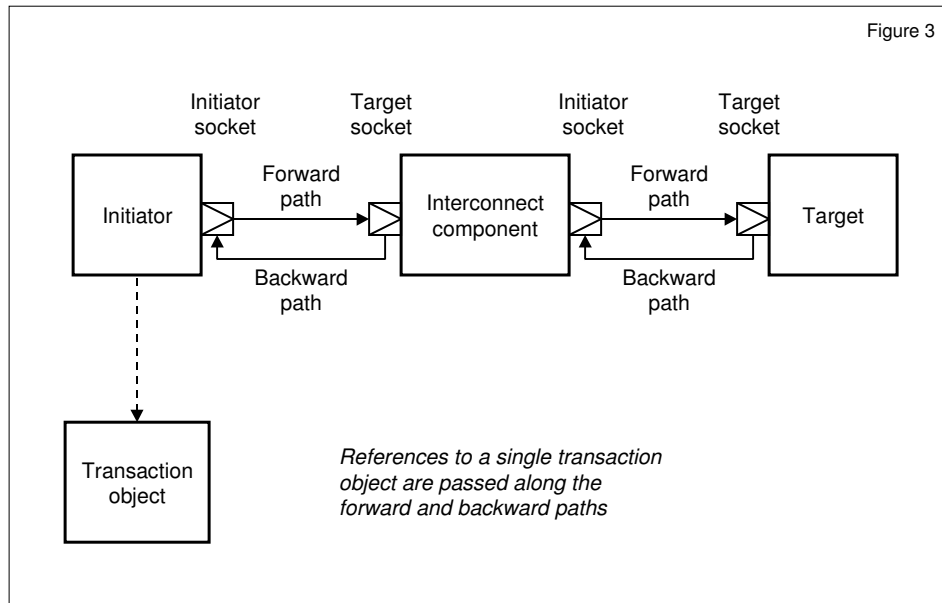 Figure 3
Initiator
socket
Target
socket
Initiator
socket
Target
socket
Initiator
Forward
path
Interconnect
component
Forward
path
Target
Backward
path
Backward
path
Transaction
object
References to a single transaction
object are passed along the
forward and backward paths